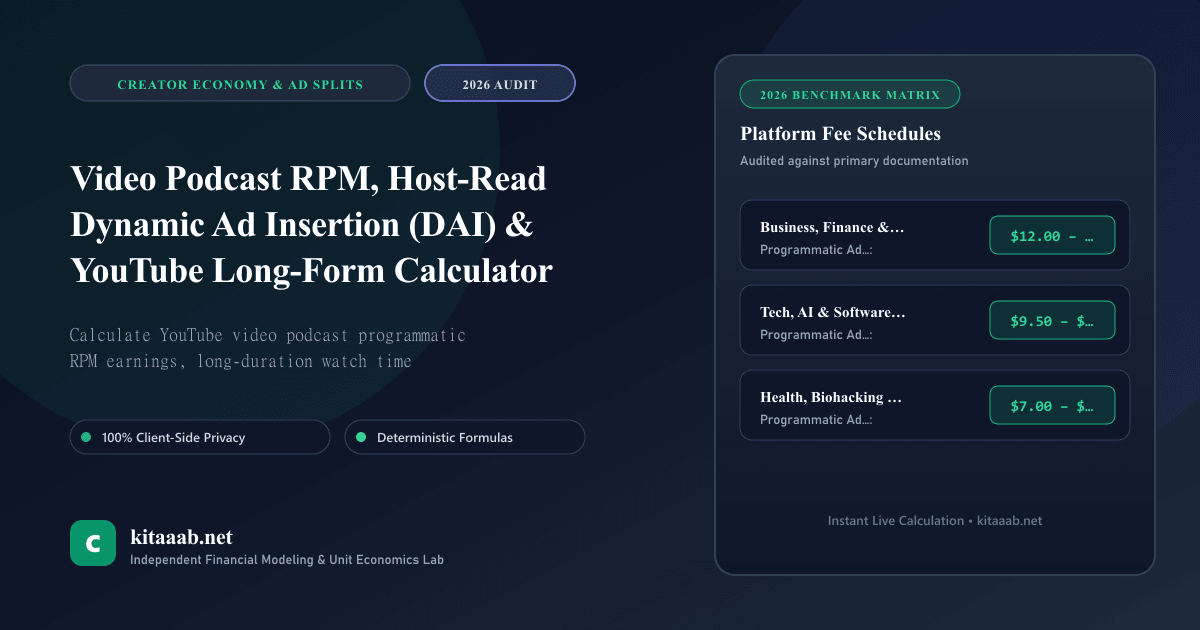 CREATOR ECONOMY & AD SPLITS
2026 AUDIT
Video Podcast RPM, Host-Read
Dynamic Ad Insertion (DAI) &
YouTube Long-Form Calculator
Calculate YouTube video podcast programmatic
RPM earnings, long-duration watch time
100% Client-Side Privacy
Deterministic Formulas
C
kitaaab.net
Independent Financial Modeling & Unit Economics Lab
2026 BENCHMARK MATRIX
Platform Fee Schedules
Audited against primary documentation
Business, Finance &…
Programmatic Ad…:
$12.00 – …
Tech, AI & Software…
Programmatic Ad…:
$9.50 – $…
Health, Biohacking …
Programmatic Ad…:
$7.00 – $…
Instant Live Calculation • kitaaab.net